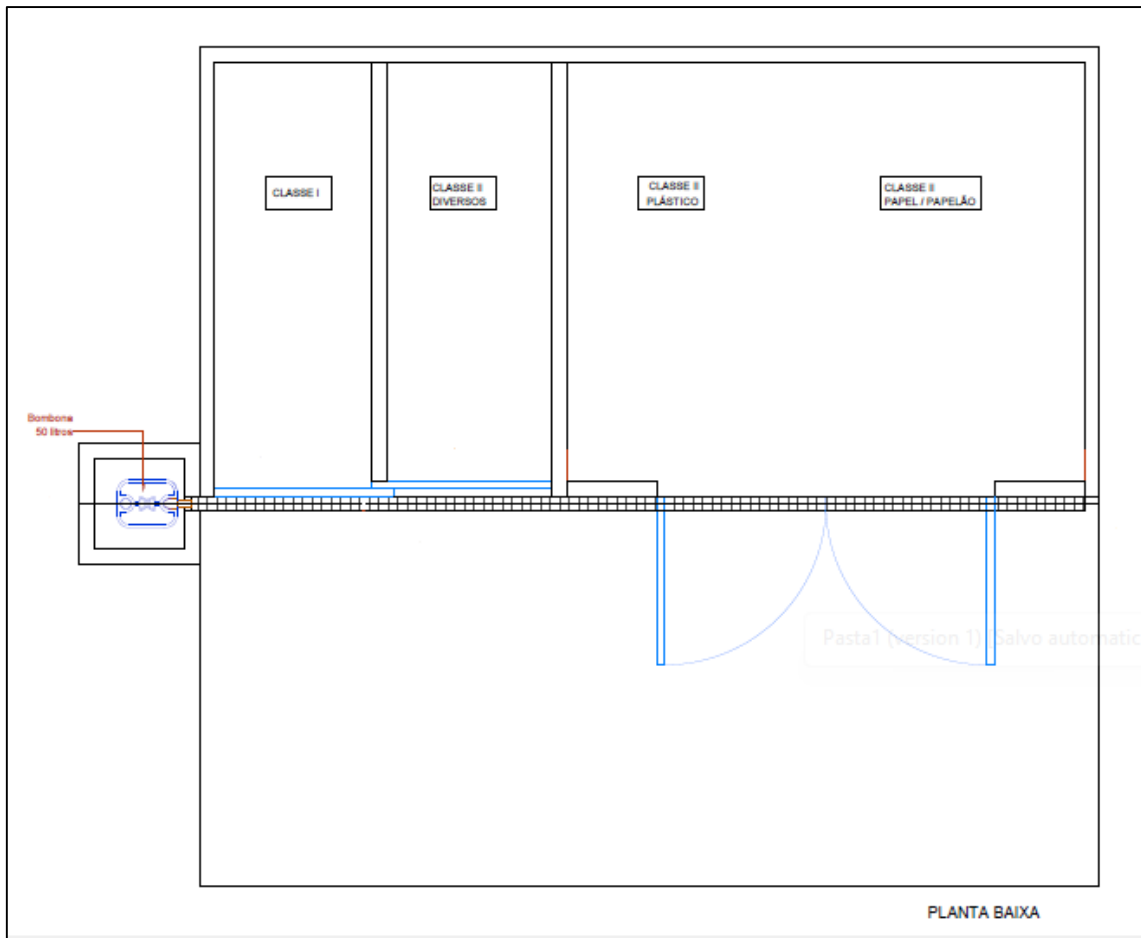 CLASSE I
CLASSE II
DIVERSOS
CLASSE II
PLÁSTICO
CLASSE II
PAPEL / PAPELÃO
Bombona
50 litros
Pasta1 (version 1) [Salvo automatic
PLANTA BAIXA